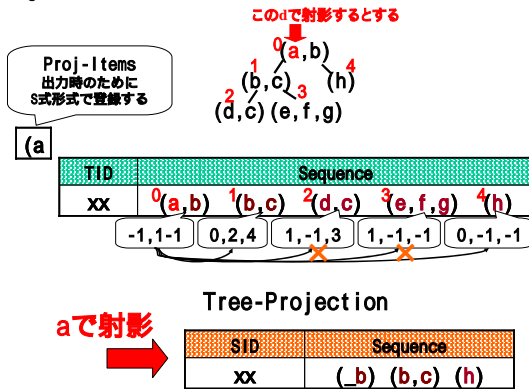 このdで射影するとする
0(a,b)
Proj-Items
出力時のために
S式形式で登録する
1(b,c) 4(h)
2(d,c) 3(e,f,g)
(a
TID Sequence
xx 0(a,b) 1(b,c) 2(d,c) 3(e,f,g) 4(h)
-1,1-1 0,2,4 1,-1,3 1,-1,-1 0,-1,-1
Tree-Projection
aで射影
SID Sequence
xx (_b) (b,c) (h)